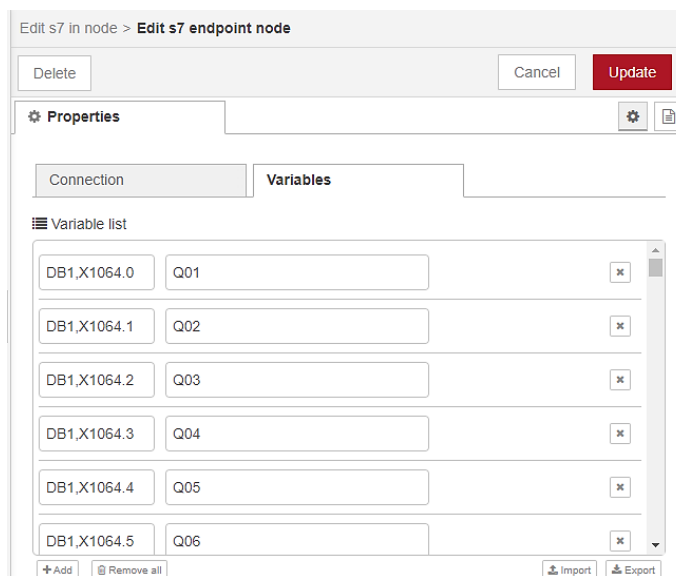 Edit s7 in node > Edit s7 endpoint node
Delete Cancel Update
Properties
Connection Variables
Variable list
DB1,X1064.0 Q01
DB1,X1064.1 Q02
DB1,X1064.2 Q03
DB1,X1064.3 Q04
DB1,X1064.4 Q05
DB1,X1064.5 Q06
+Add Remove all Import Export